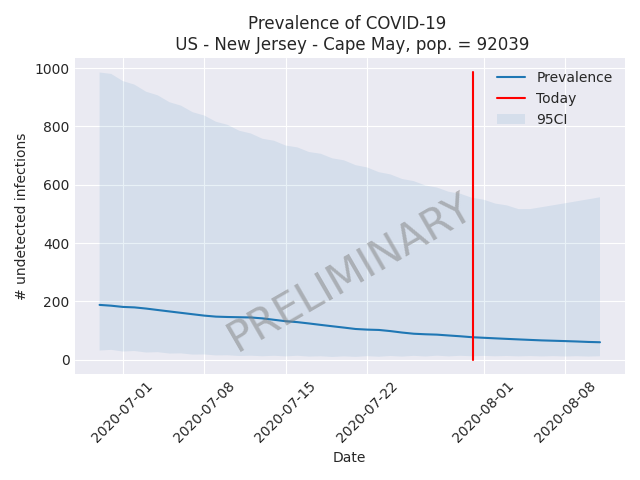 Prevalence of COVID-19
US - New Jersey - Cape May, pop. = 92039
1000
800
600
400
200
0
# undetected infections
Prevalence
Today
95CI
PRELIMINARY
2020-07-01
2020-07-08
2020-07-15
2020-07-22
2020-08-01
2020-08-08
Date